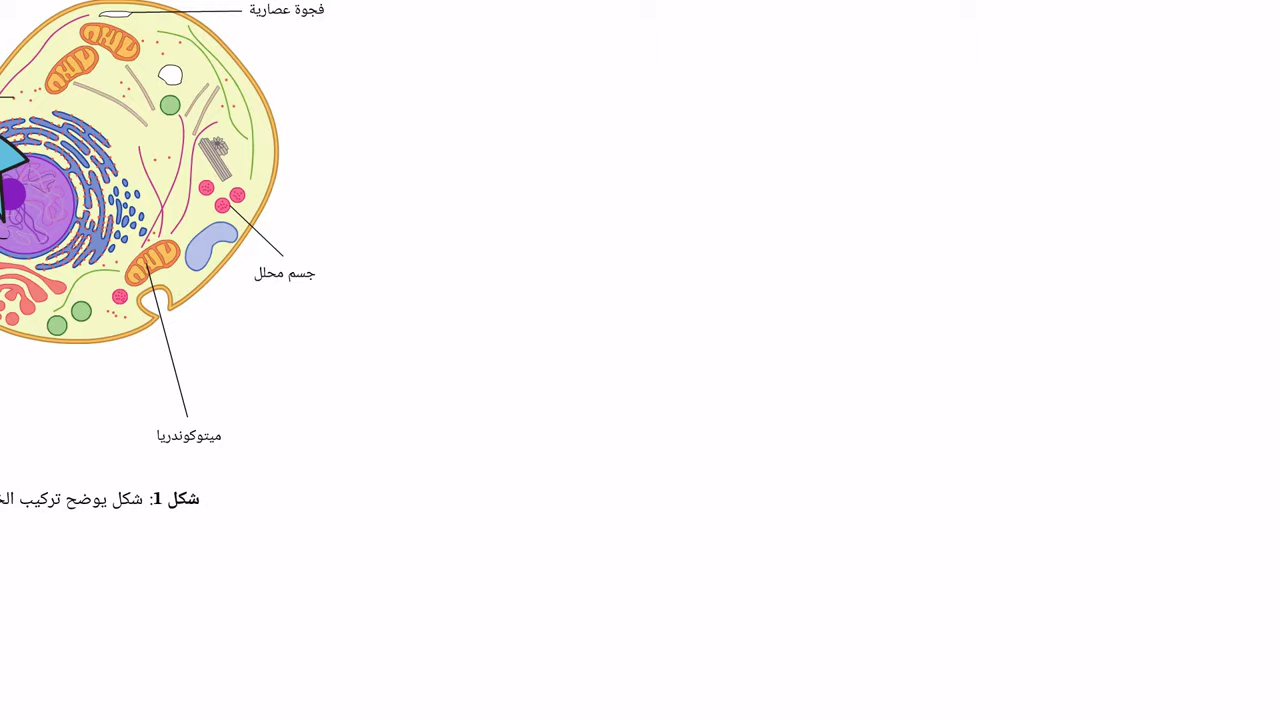 فجوة عصارية
جسم محلل
ميتوكوندريا
شكل 1: شكل يوضح تركيب